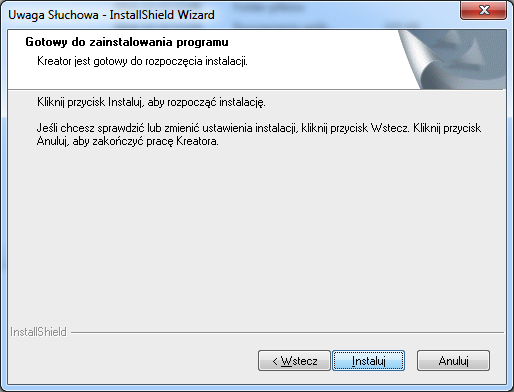 Uwaga Słuchowa - InstallShield Wizard
Gotowy do zainstalowania programu
Kreator jest gotowy do rozpoczęcia instalacji.
Kliknij przycisk Instaluj, aby rozpocząć instalację.
Jeśli chcesz sprawdzić lub zmienić ustawienia instalacji, kliknij przycisk Wstecz. Kliknij przycisk
Anuluj, aby zakończyć pracę Kreatora.
InstallShield
< Wstecz
Instaluj
Anuluj